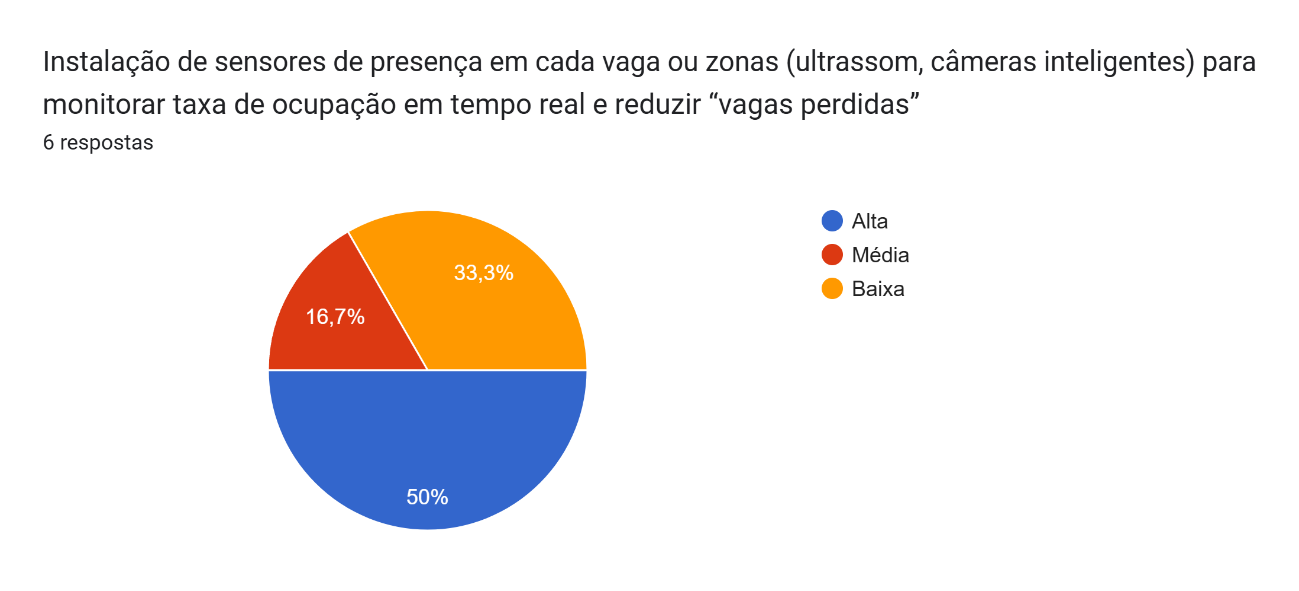 Instalação de sensores de presença em cada vaga ou zonas (ultrassom, câmeras inteligentes) para
monitorar taxa de ocupação em tempo real e reduzir “vagas perdidas”
6 respostas
Alta
Média
Baixa
33,3%
16,7%
50%